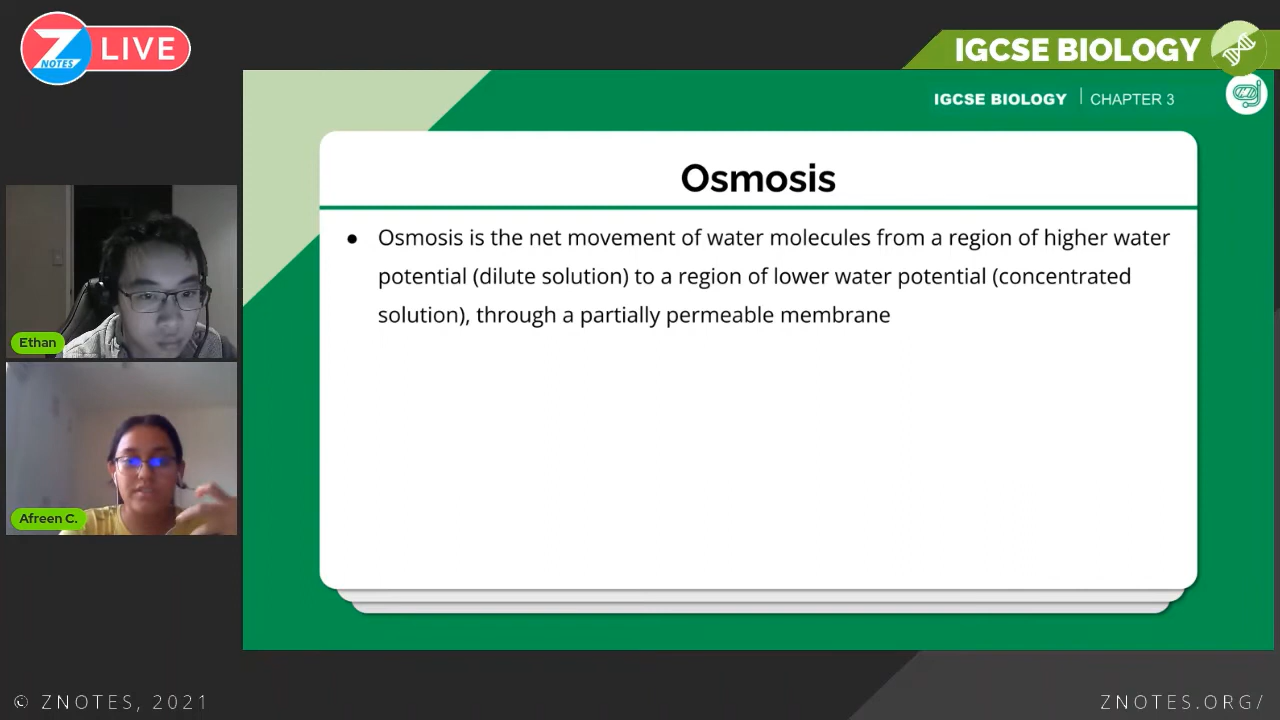 Z
NOTES
LIVE
IGCSE BIOLOGY
IGCSE BIOLOGY | CHAPTER 3
Osmosis
● Osmosis is the net movement of water molecules from a region of higher water
potential (dilute solution) to a region of lower water potential (concentrated
solution), through a partially permeable membrane
Ethan
Afreen C.
© ZNOTES, 2021
ZNOTES.ORG/